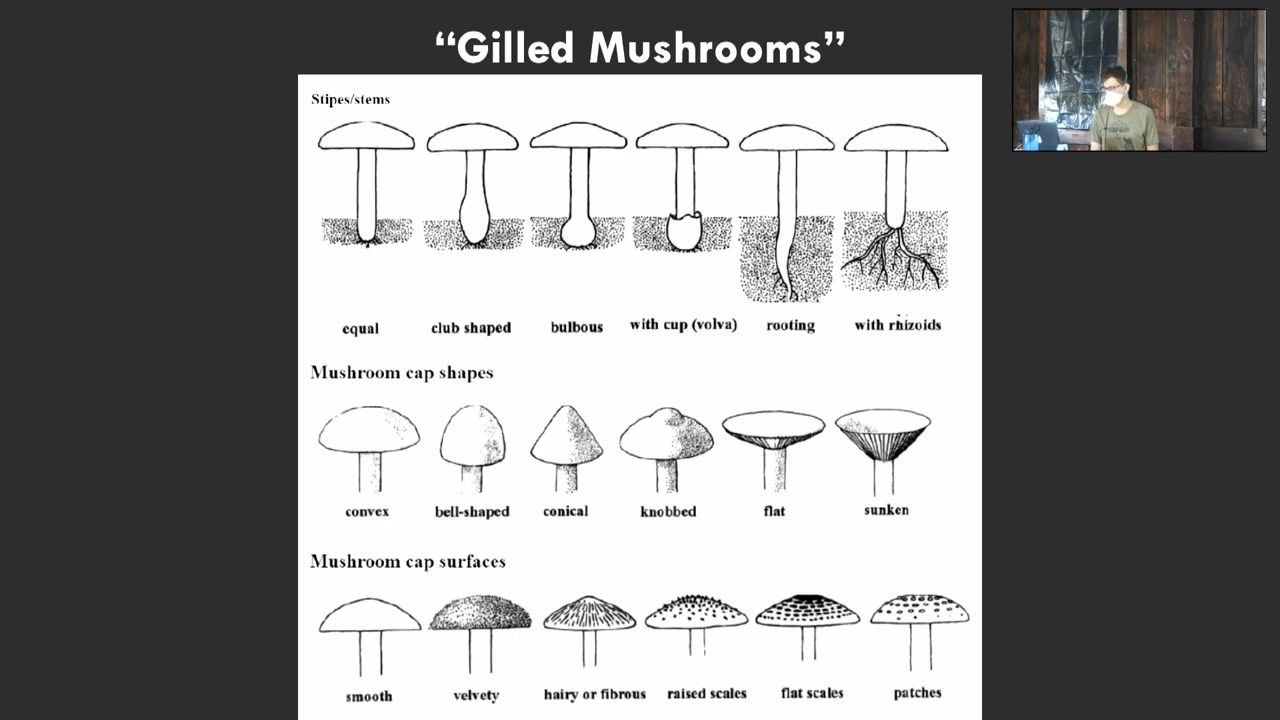 “Gilled Mushrooms”
Stipes/stems
equal club shaped bulbous with cup (volva) rooting with rhizoids
Mushroom cap shapes
convex bell-shaped conical knobbed flat sunken
Mushroom cap surfaces
smooth velvety hairy or fibrous raised scales flat scales patches